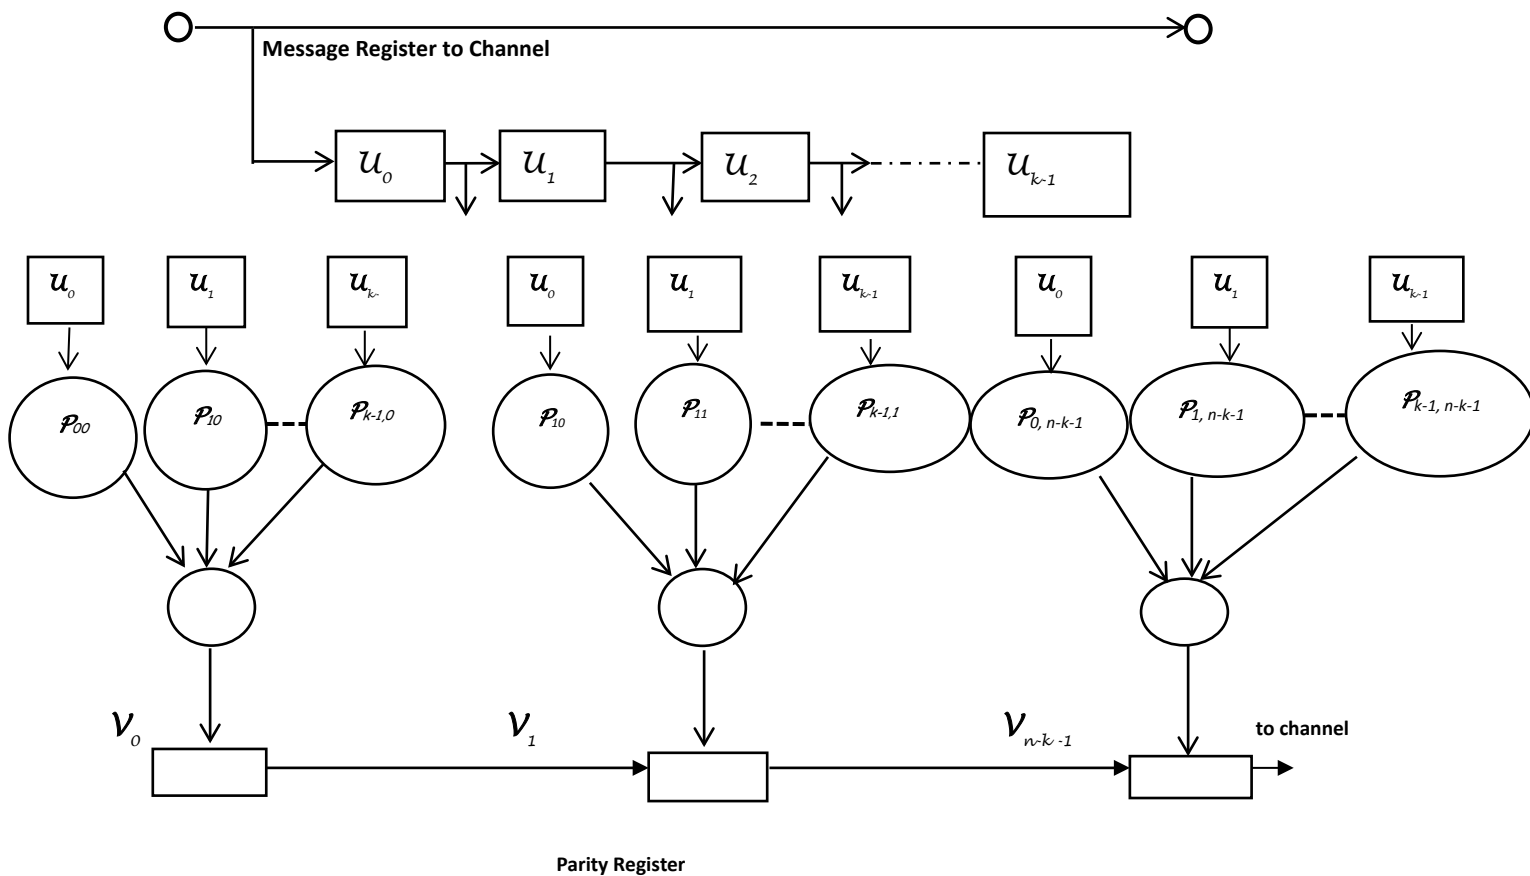 Message Register to Channel
u0 u1 u2 uk-1
u0 u1 uk- u0 u1 uk-1 u0 u1 uk-1
P00 P10 Pk-1,0 P10 P11 Pk-1,1 P0, n-k-1 P1, n-k-1 Pk-1, n-k-1
v0 v1 vn-k-1 to channel
Parity Register